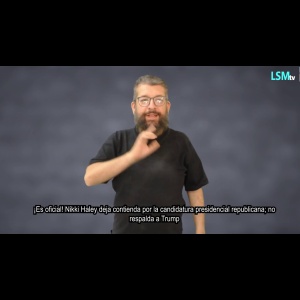 LSMtv
¡Es oficial! Nikki Haley deja contienda por la candidatura presidencial republicana; no
respalda a Trump